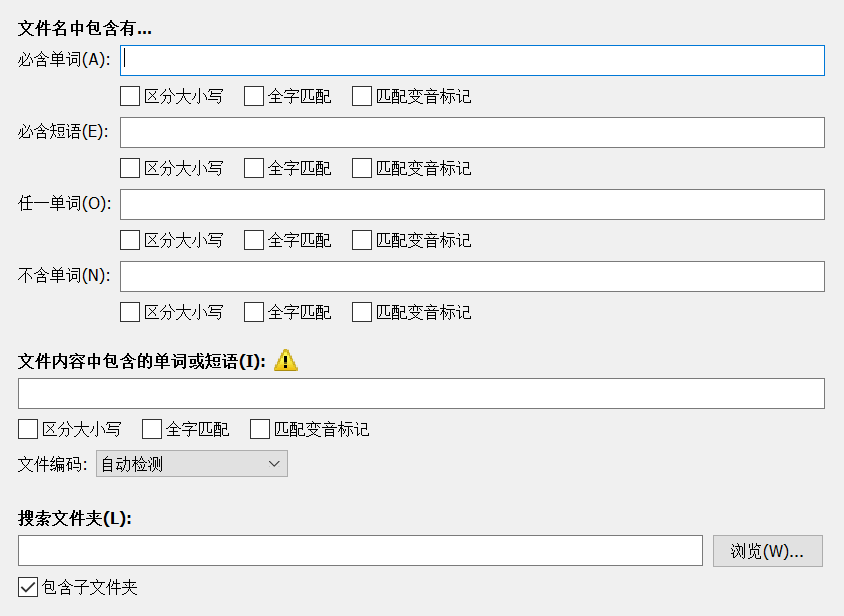 文件名中包含有...
必含单词(A):
区分大小写 全字匹配 匹配变音标记
必含短语(E):
区分大小写 全字匹配 匹配变音标记
任一单词(O):
区分大小写 全字匹配 匹配变音标记
不含单词(N):
区分大小写 全字匹配 匹配变音标记
文件内容中包含的单词或短语(I):
区分大小写 全字匹配 匹配变音标记
文件编码: 自动检测
搜索文件夹(L):
浏览(W)...
包含子文件夹